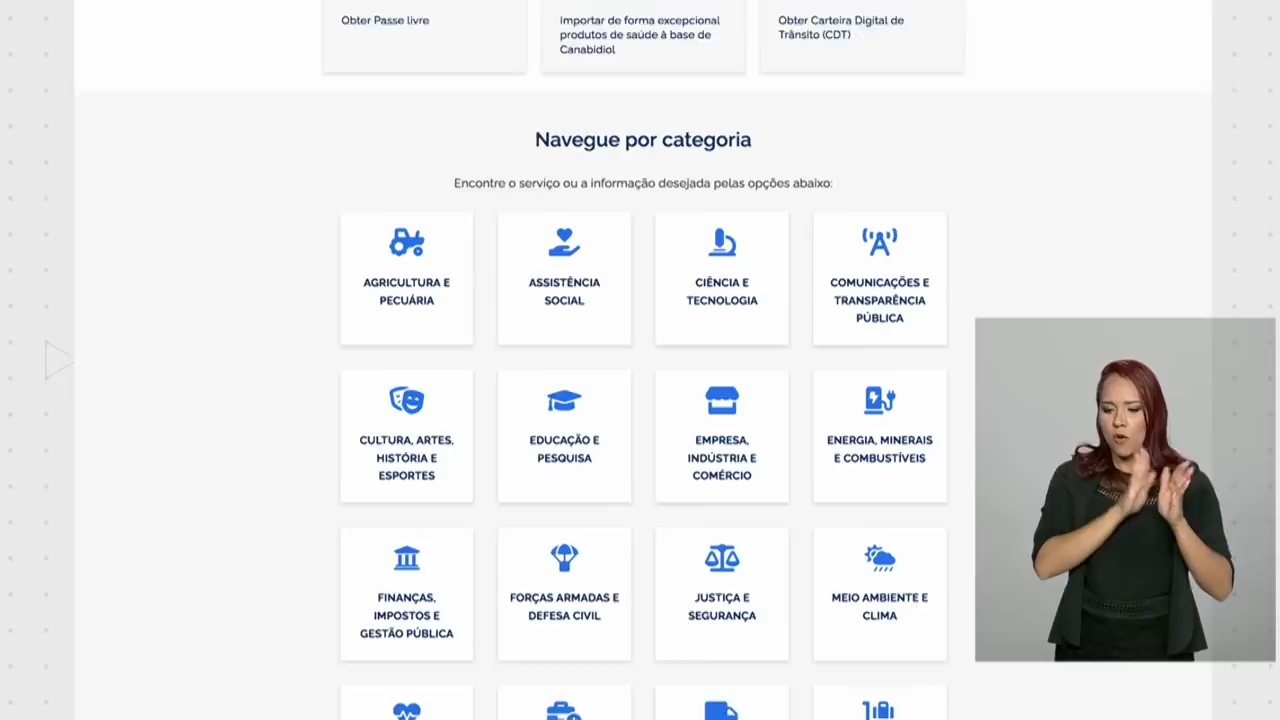 Obter Passe livre
Importar de forma excepcional
produtos de saúde à base de
Canabidiol
Obter Carteira Digital de
Trânsito (CDT)
Navegue por categoria
Encontre o serviço ou a informação desejada pelas opções abaixo:
AGRICULTURA E
PECUÁRIA
ASSISTÊNCIA
SOCIAL
CIÊNCIA E
TECNOLOGIA
COMUNICAÇÕES E
TRANSPARÊNCIA
PÚBLICA
CULTURA, ARTES,
HISTÓRIA E
ESPORTES
EDUCAÇÃO E
PESQUISA
EMPRESA,
INDÚSTRIA E
COMÉRCIO
ENERGIA, MINERAIS
E COMBUSTÍVEIS
FINANÇAS,
IMPOSTOS E
GESTÃO PÚBLICA
FORÇAS ARMADAS E
DEFESA CIVIL
JUSTIÇA E
SEGURANÇA
MEIO AMBIENTE E
CLIMA